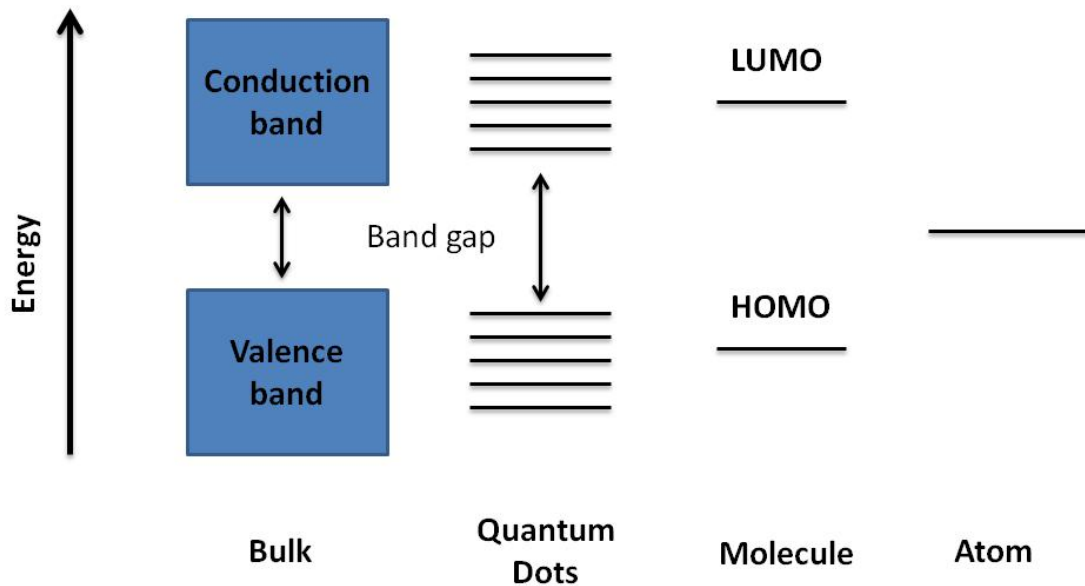 Energy
Conduction
band
Band gap
Valence
band
LUMO
HOMO
Bulk
Quantum
Dots
Molecule
Atom